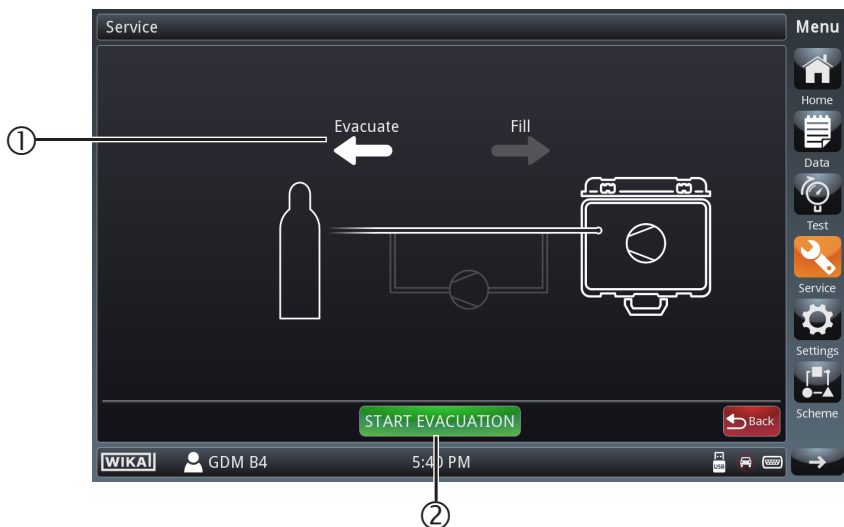 Service
Menu
Evacuate
Fill
①
Home
Data
Test
Service
Settings
Scheme
START EVACUATION
Back
WIKAI
GDM B4
5:40 PM
USB
②